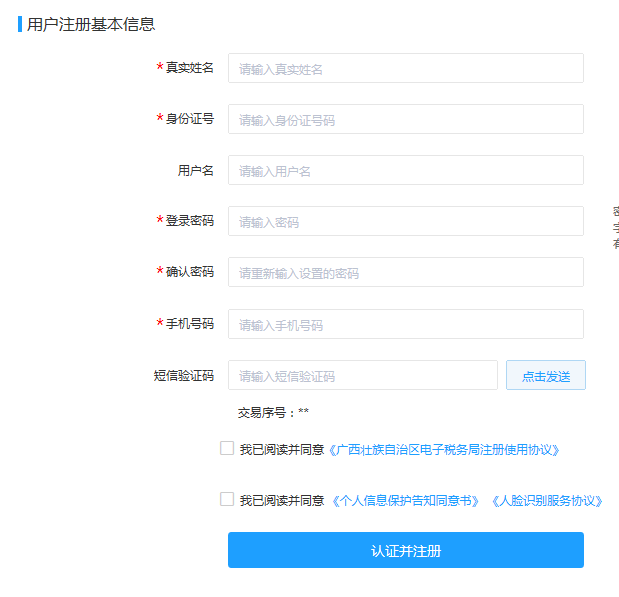 用户注册基本信息
*真实姓名 请输入真实姓名
*身份证号 请输入身份证号码
用户名 请输入用户名
*登录密码 请输入密码
*确认密码 请重新输入设置的密码
*手机号码 请输入手机号码
短信验证码 请输入短信验证码 点击发送
交易序号：**
我已阅读并同意《广西壮族自治区电子税务局注册使用协议》
我已阅读并同意 《个人信息保护告知同意书》 《人脸识别服务协议》
认证并注册